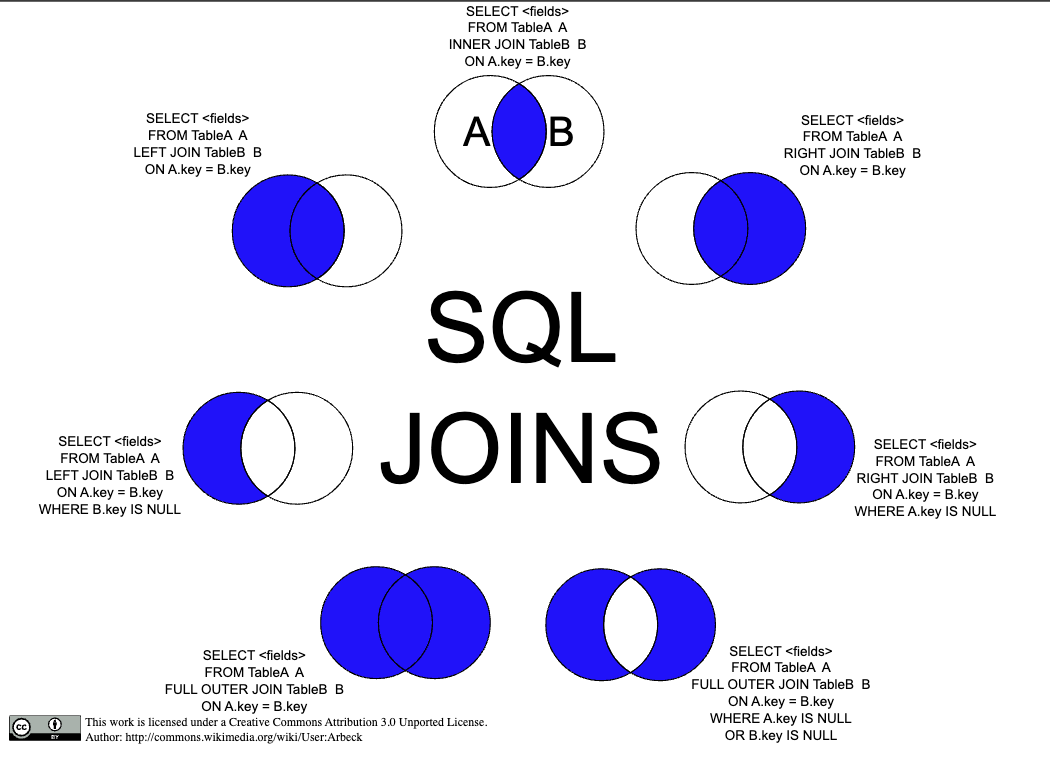 SELECT <fields>
FROM TableA A
INNER JOIN TableB B
ON A.key = B.key
A B
SELECT <fields>
FROM TableA A
LEFT JOIN TableB B
ON A.key = B.key
SELECT <fields>
FROM TableA A
RIGHT JOIN TableB B
ON A.key = B.key
SQL
JOINS
SELECT <fields>
FROM TableA A
LEFT JOIN TableB B
ON A.key = B.key
WHERE B.key IS NULL
SELECT <fields>
FROM TableA A
RIGHT JOIN TableB B
ON A.key = B.key
WHERE A.key IS NULL
SELECT <fields>
FROM TableA A
FULL OUTER JOIN TableB B
ON A.key = B.key
SELECT <fields>
FROM TableA A
FULL OUTER JOIN TableB B
ON A.key = B.key
WHERE A.key IS NULL
OR B.key IS NULL
cc
BY
This work is licensed under a Creative Commons Attribution 3.0 Unported License.
Author: http://commons.wikimedia.org/wiki/User:Arbeck